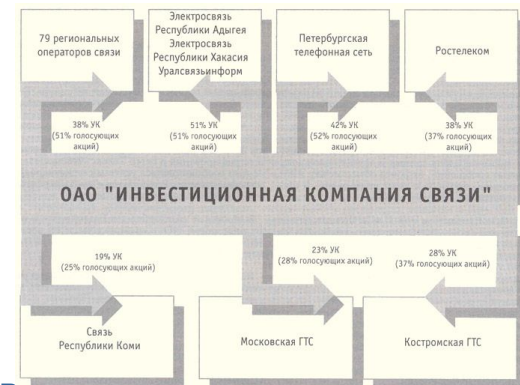 79 региональных
операторов связи
Электросвязь
Республики Адыгея
Электросвязь
Республики Хакасия
Уралсвязьинформ
Петербургская
телефонная сеть
Ростелеком
38% УК
(51% голосующих
акций)
51% УК
(51% голосующих
акций)
42% УК
(52% голосующих
акций)
38% УК
(37% голосующих
акций)
ОАО "ИНВЕСТИЦИОННАЯ КОМПАНИЯ СВЯЗИ"
19% УК
(25% голосующих акций)
23% УК
(28% голосующих акций)
28% УК
(37% голосующих акций)
Связь
Республики Коми
Московская ГТС
Костромская ГТС